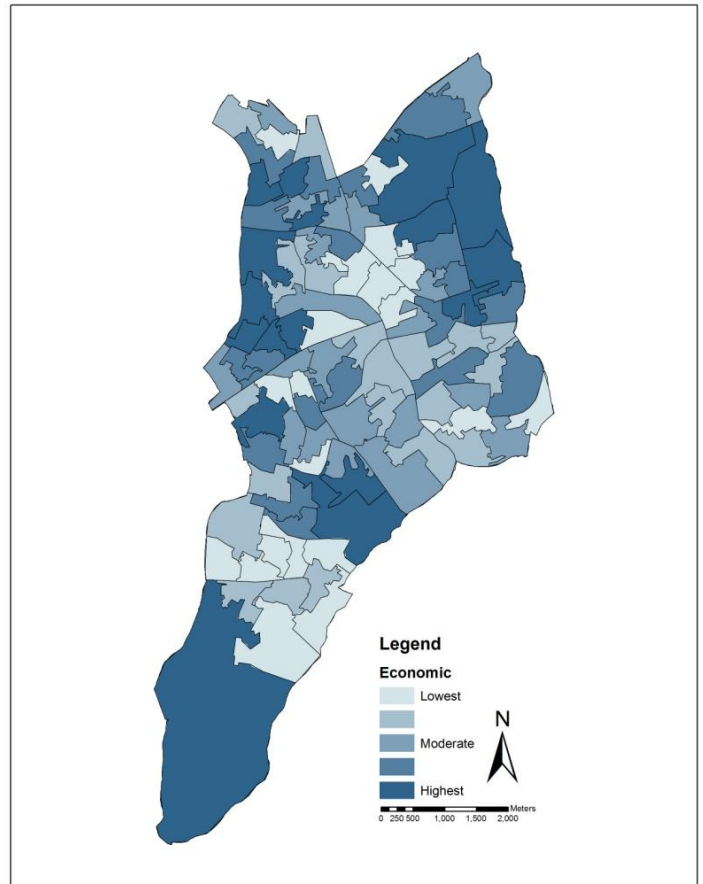 Legend
Economic
Lowest
Moderate
Highest
N
Meters
0 250 500 1,000 1,500 2,000